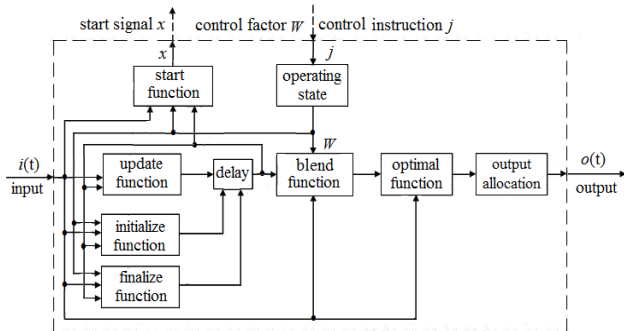 start signal x
control factor W
control instruction j
x
j
start
function
operating
state
W
i(t)
input
update
function
delay
blend
function
optimal
function
output
allocation
o(t)
output
initialize
function
finalize
function